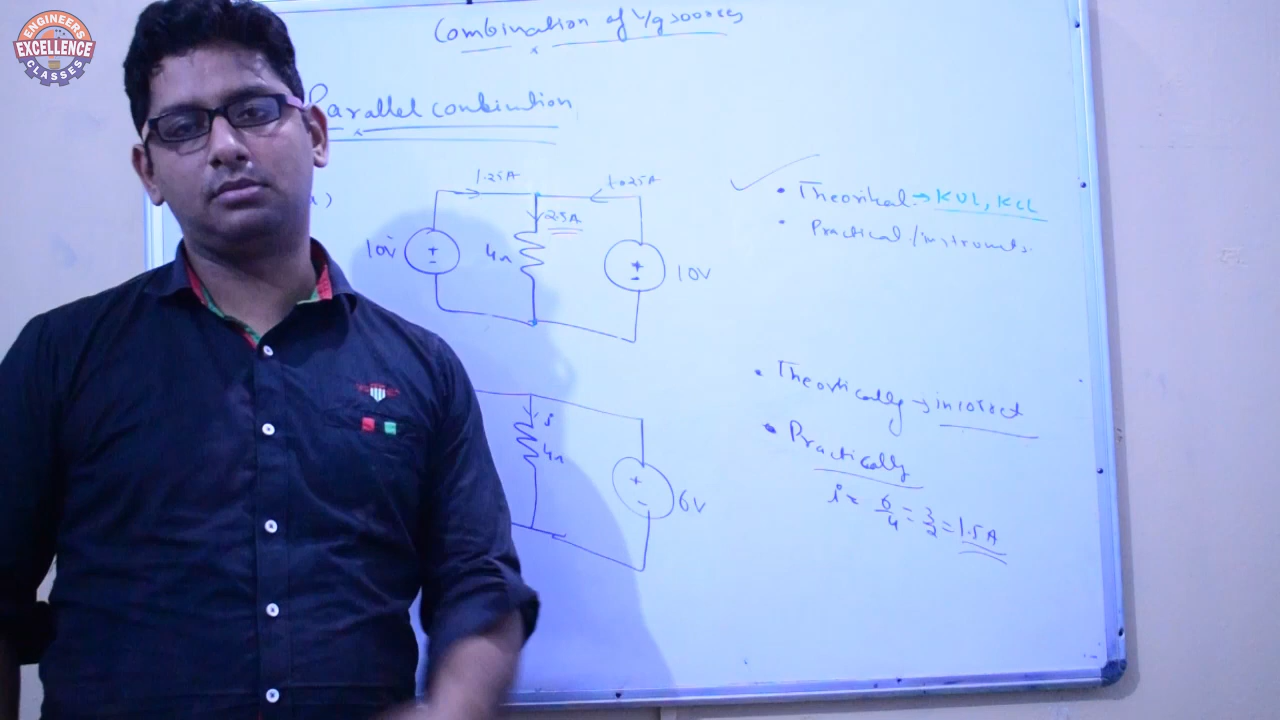 ENGINEERS
EXCELLENCE
CLASSES
Combination of V/g sources
Parallel combination
1.25A
1.25A
2.5A
10V
4Ω
10V
• Theoritical → KVL, KCL
• Practical / instruments.
i
4Ω
6V
• Theoritically → incorrect
• Practically
i = 6/4 = 3/2 = 1.5A